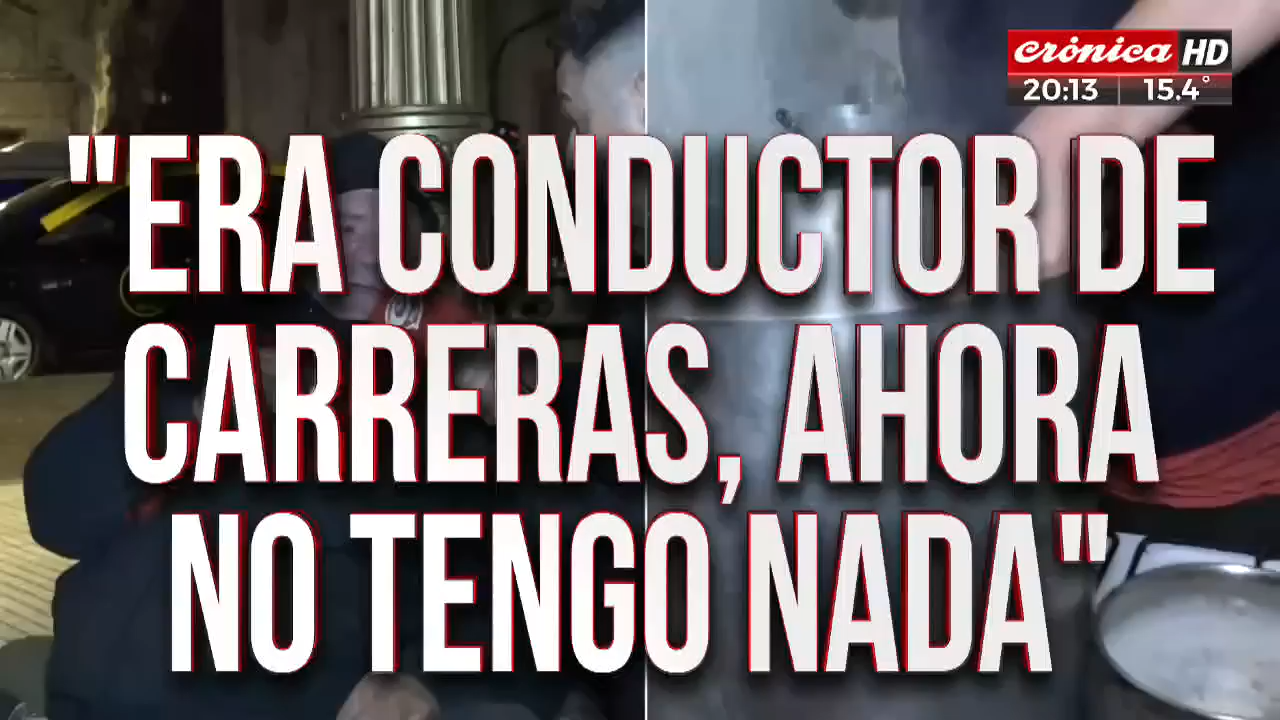 crónica HD
20:13 15.4°
"ERA CONDUCTOR DE
CARRERAS, AHORA
NO TENGO NADA"